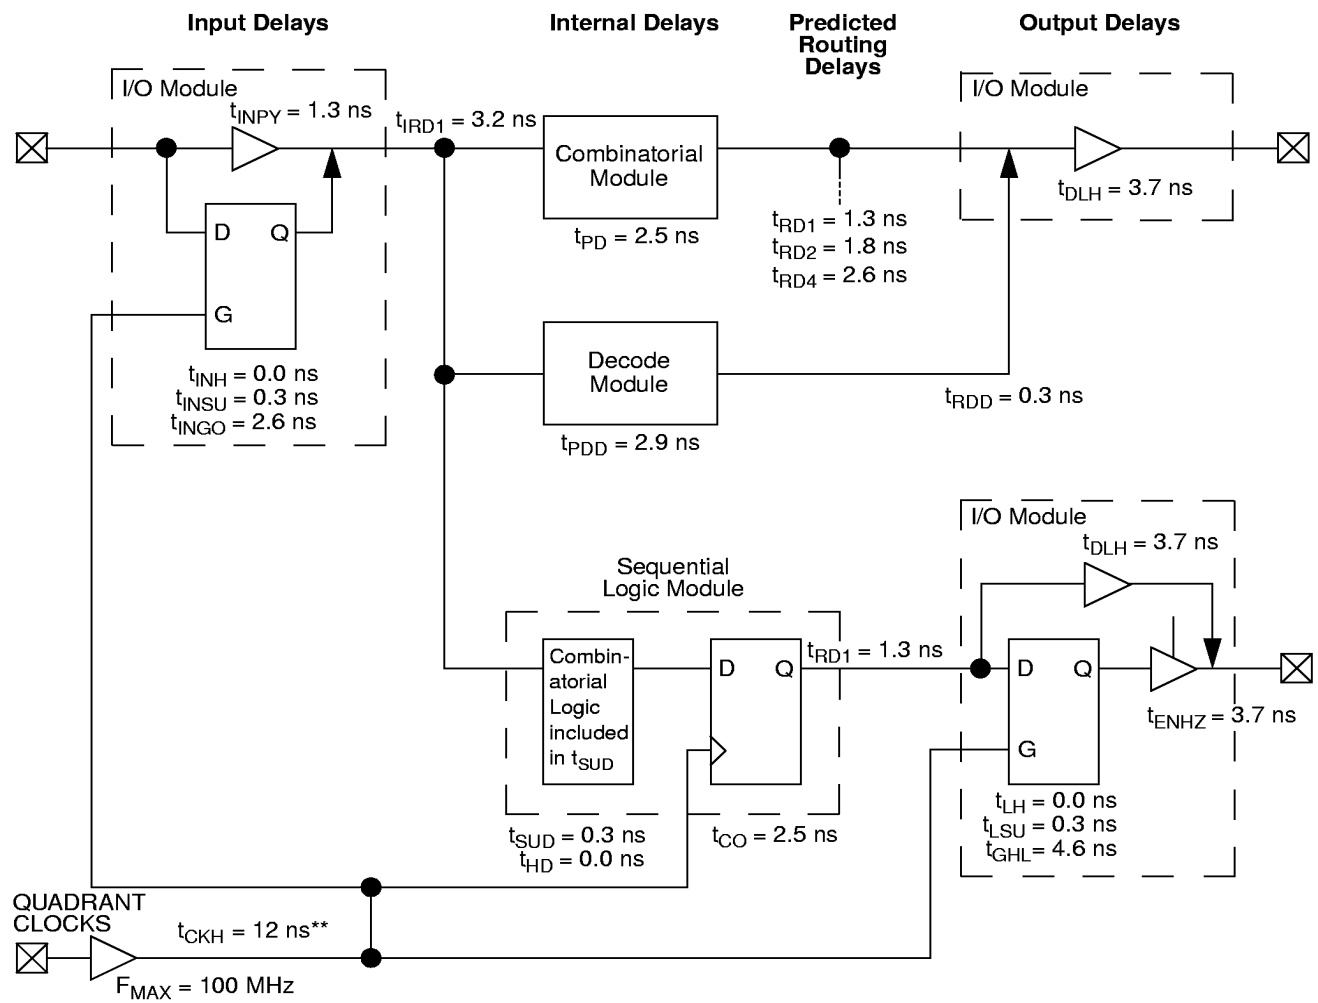 Input Delays
Internal Delays
Predicted
Routing
Delays
Output Delays
I/O Module
tINPY = 1.3 ns
tIRD1 = 3.2 ns
Combinatorial
Module
tPD = 2.5 ns
tRD1 = 1.3 ns
tRD2 = 1.8 ns
tRD4 = 2.6 ns
I/O Module
tDLH = 3.7 ns
D Q
G
tINH = 0.0 ns
tINSU = 0.3 ns
tINGO = 2.6 ns
Decode
Module
tPDD = 2.9 ns
tRDD = 0.3 ns
Sequential
Logic Module
Combin-
atorial
Logic
included
in tSUD
D Q
tSUD = 0.3 ns
tHD = 0.0 ns
tCO = 2.5 ns
tRD1 = 1.3 ns
I/O Module
tDLH = 3.7 ns
D Q
G
tENHZ = 3.7 ns
tLH = 0.0 ns
tLSU = 0.3 ns
tGHL= 4.6 ns
QUADRANT
CLOCKS
tCKH = 12 ns**
FMAX = 100 MHz